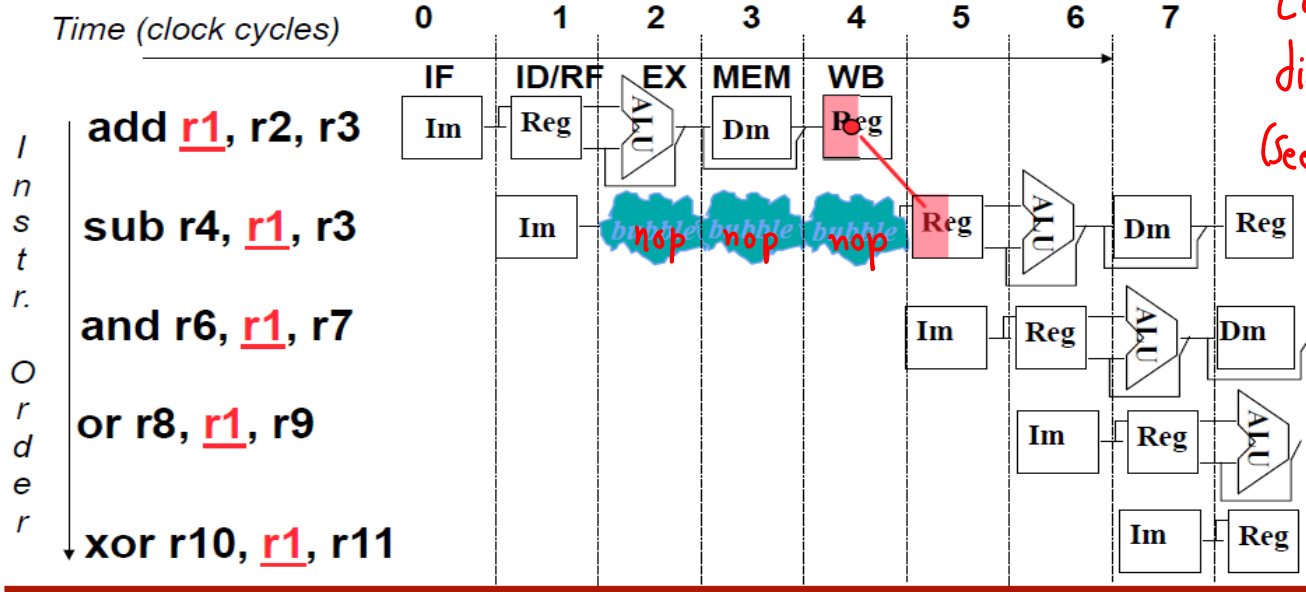 Time (clock cycles) 0 1 2 3 4 5 6 7
IF ID/RF EX MEM WB
Instr. Order
add r1, r2, r3 Im Reg ALU Dm Reg
sub r4, r1, r3 Im bubble nop bubble nop bubble nop Reg ALU Dm Reg
and r6, r1, r7 Im Reg ALU Dm
or r8, r1, r9 Im Reg ALU
xor r10, r1, r11 Im Reg